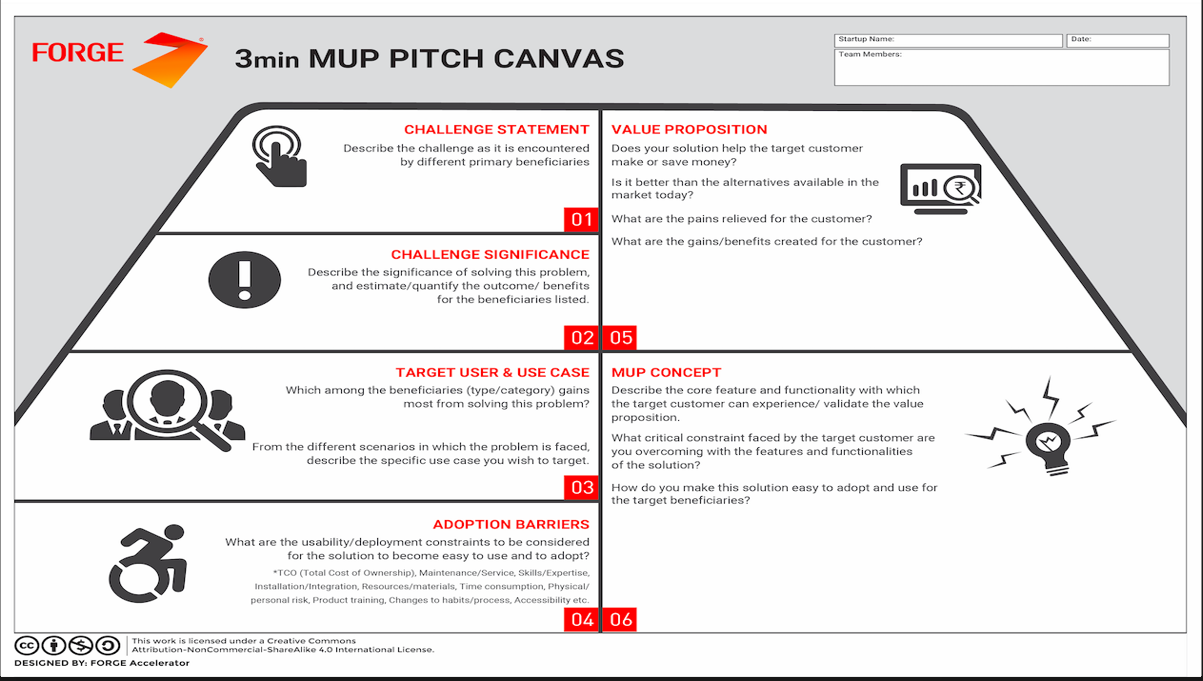 FORGE
3min MUP PITCH CANVAS
Startup Name:
Date:
Team Members:
CHALLENGE STATEMENT
Describe the challenge as it is encountered
by different primary beneficiaries
01
CHALLENGE SIGNIFICANCE
Describe the significance of solving this problem,
and estimate/quantify the outcome/ benefits
for the beneficiaries listed.
02
TARGET USER & USE CASE
Which among the beneficiaries (type/category) gains
most from solving this problem?
From the different scenarios in which the problem is faced,
describe the specific use case you wish to target.
03
ADOPTION BARRIERS
What are the usability/deployment constraints to be considered
for the solution to become easy to use and to adopt?
*TCO (Total Cost of Ownership), Maintenance/Service, Skills/Expertise,
Installation/Integration, Resources/materials, Time consumption, Physical/
personal risk, Product training, Changes to habits/process, Accessibility etc.
04
VALUE PROPOSITION
Does your solution help the target customer
make or save money?
Is it better than the alternatives available in the
market today?
What are the pains relieved for the customer?
What are the gains/benefits created for the customer?
₹
05
MUP CONCEPT
Describe the core feature and functionality with which
the target customer can experience/ validate the value
proposition.
What critical constraint faced by the target customer are
you overcoming with the features and functionalities
of the solution?
How do you make this solution easy to adopt and use for
the target beneficiaries?
06
cc
This work is licensed under a Creative Commons
Attribution-NonCommercial-ShareAlike 4.0 International License.
DESIGNED BY: FORGE Accelerator